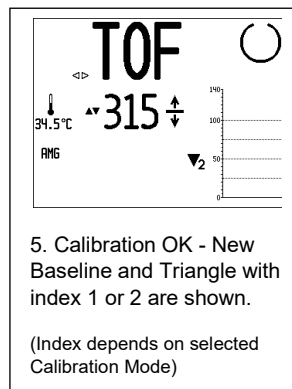 TOF
315
34.5°C
AMG
140
100
50
0
▼2
5. Calibration OK - New
Baseline and Triangle with
index 1 or 2 are shown.
(Index depends on selected
Calibration Mode)